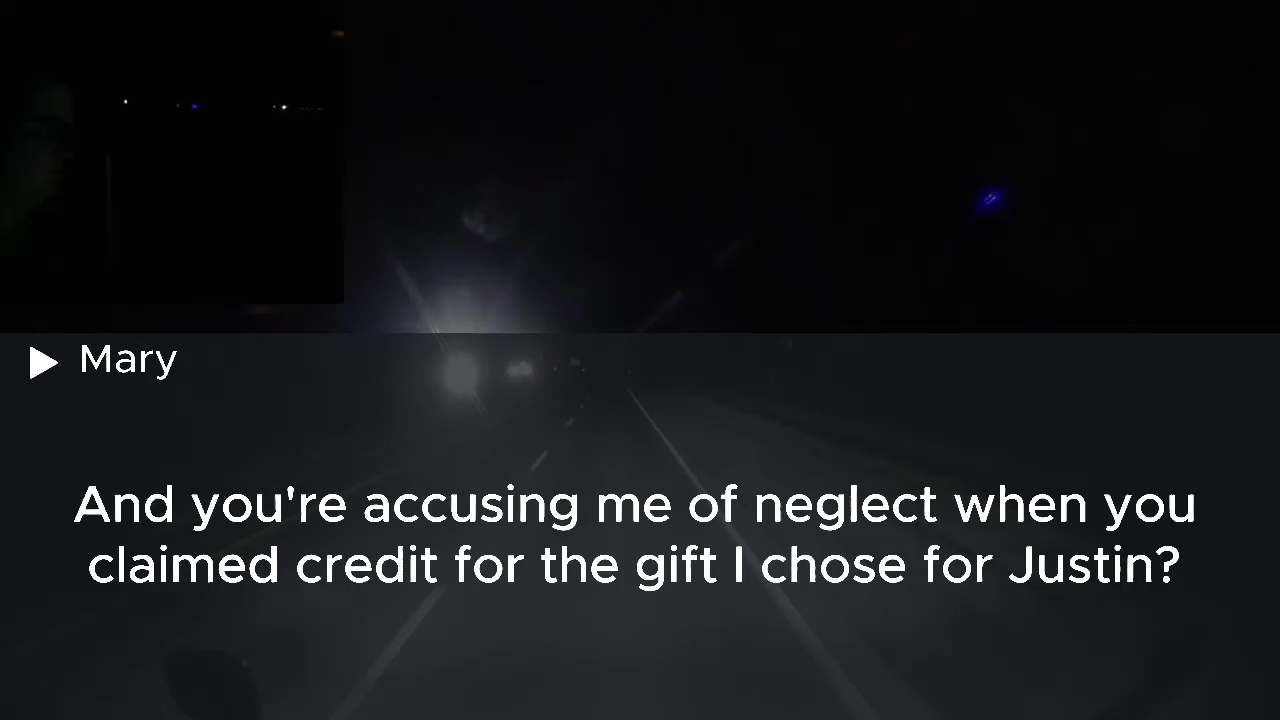 Mary
And you're accusing me of neglect when you
claimed credit for the gift I chose for Justin?